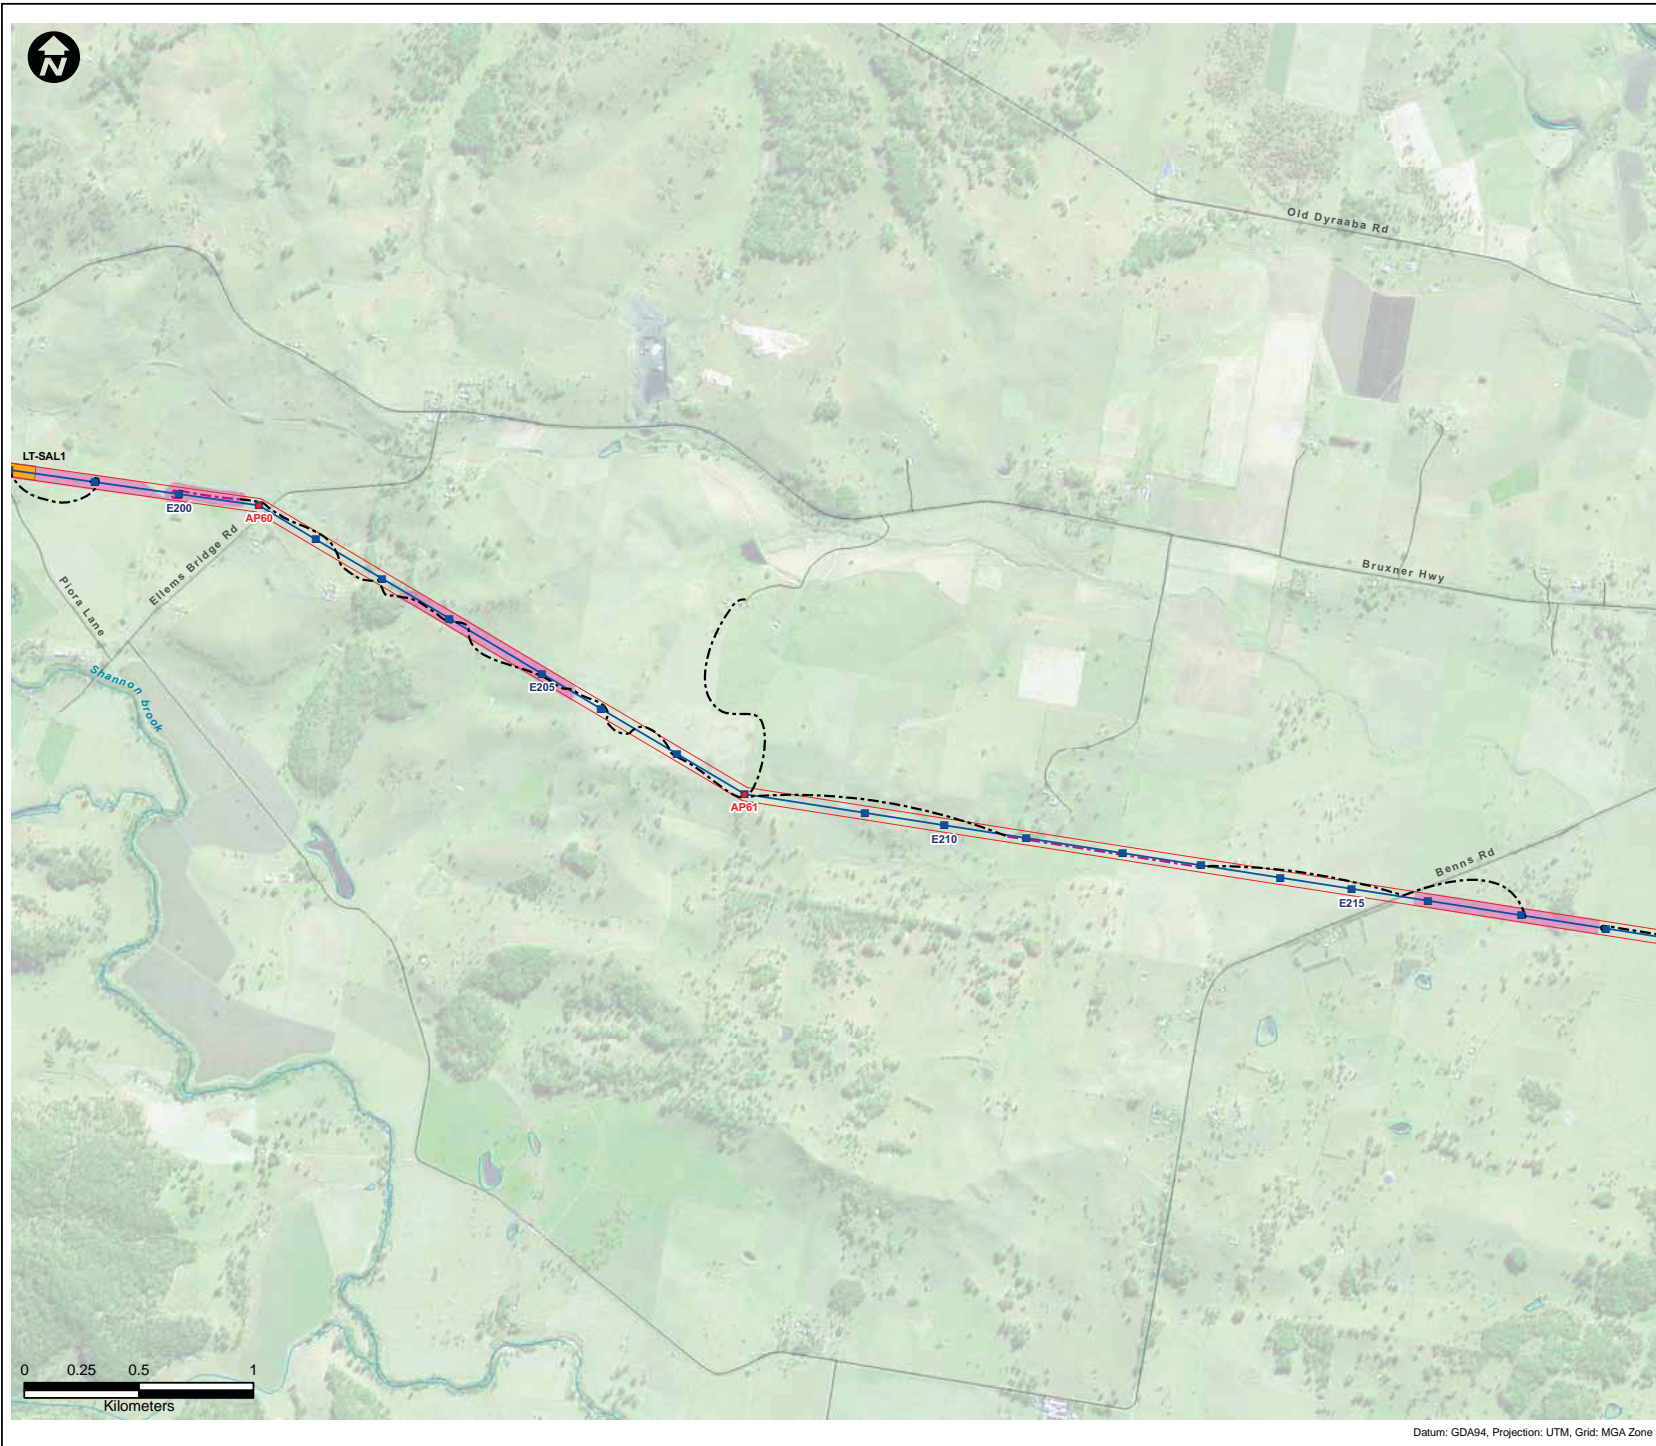 N
Old Dyraaba Rd
LT-SAL1
E200
AP60
Ellems Bridge Rd
Piora Lane
Bruxner Hwy
Shannon brook
E205
AP61
E210
Benns Rd
E215
0 0.25 0.5 1
Kilometers
Datum: GDA94, Projection: UTM, Grid: MGA Zone